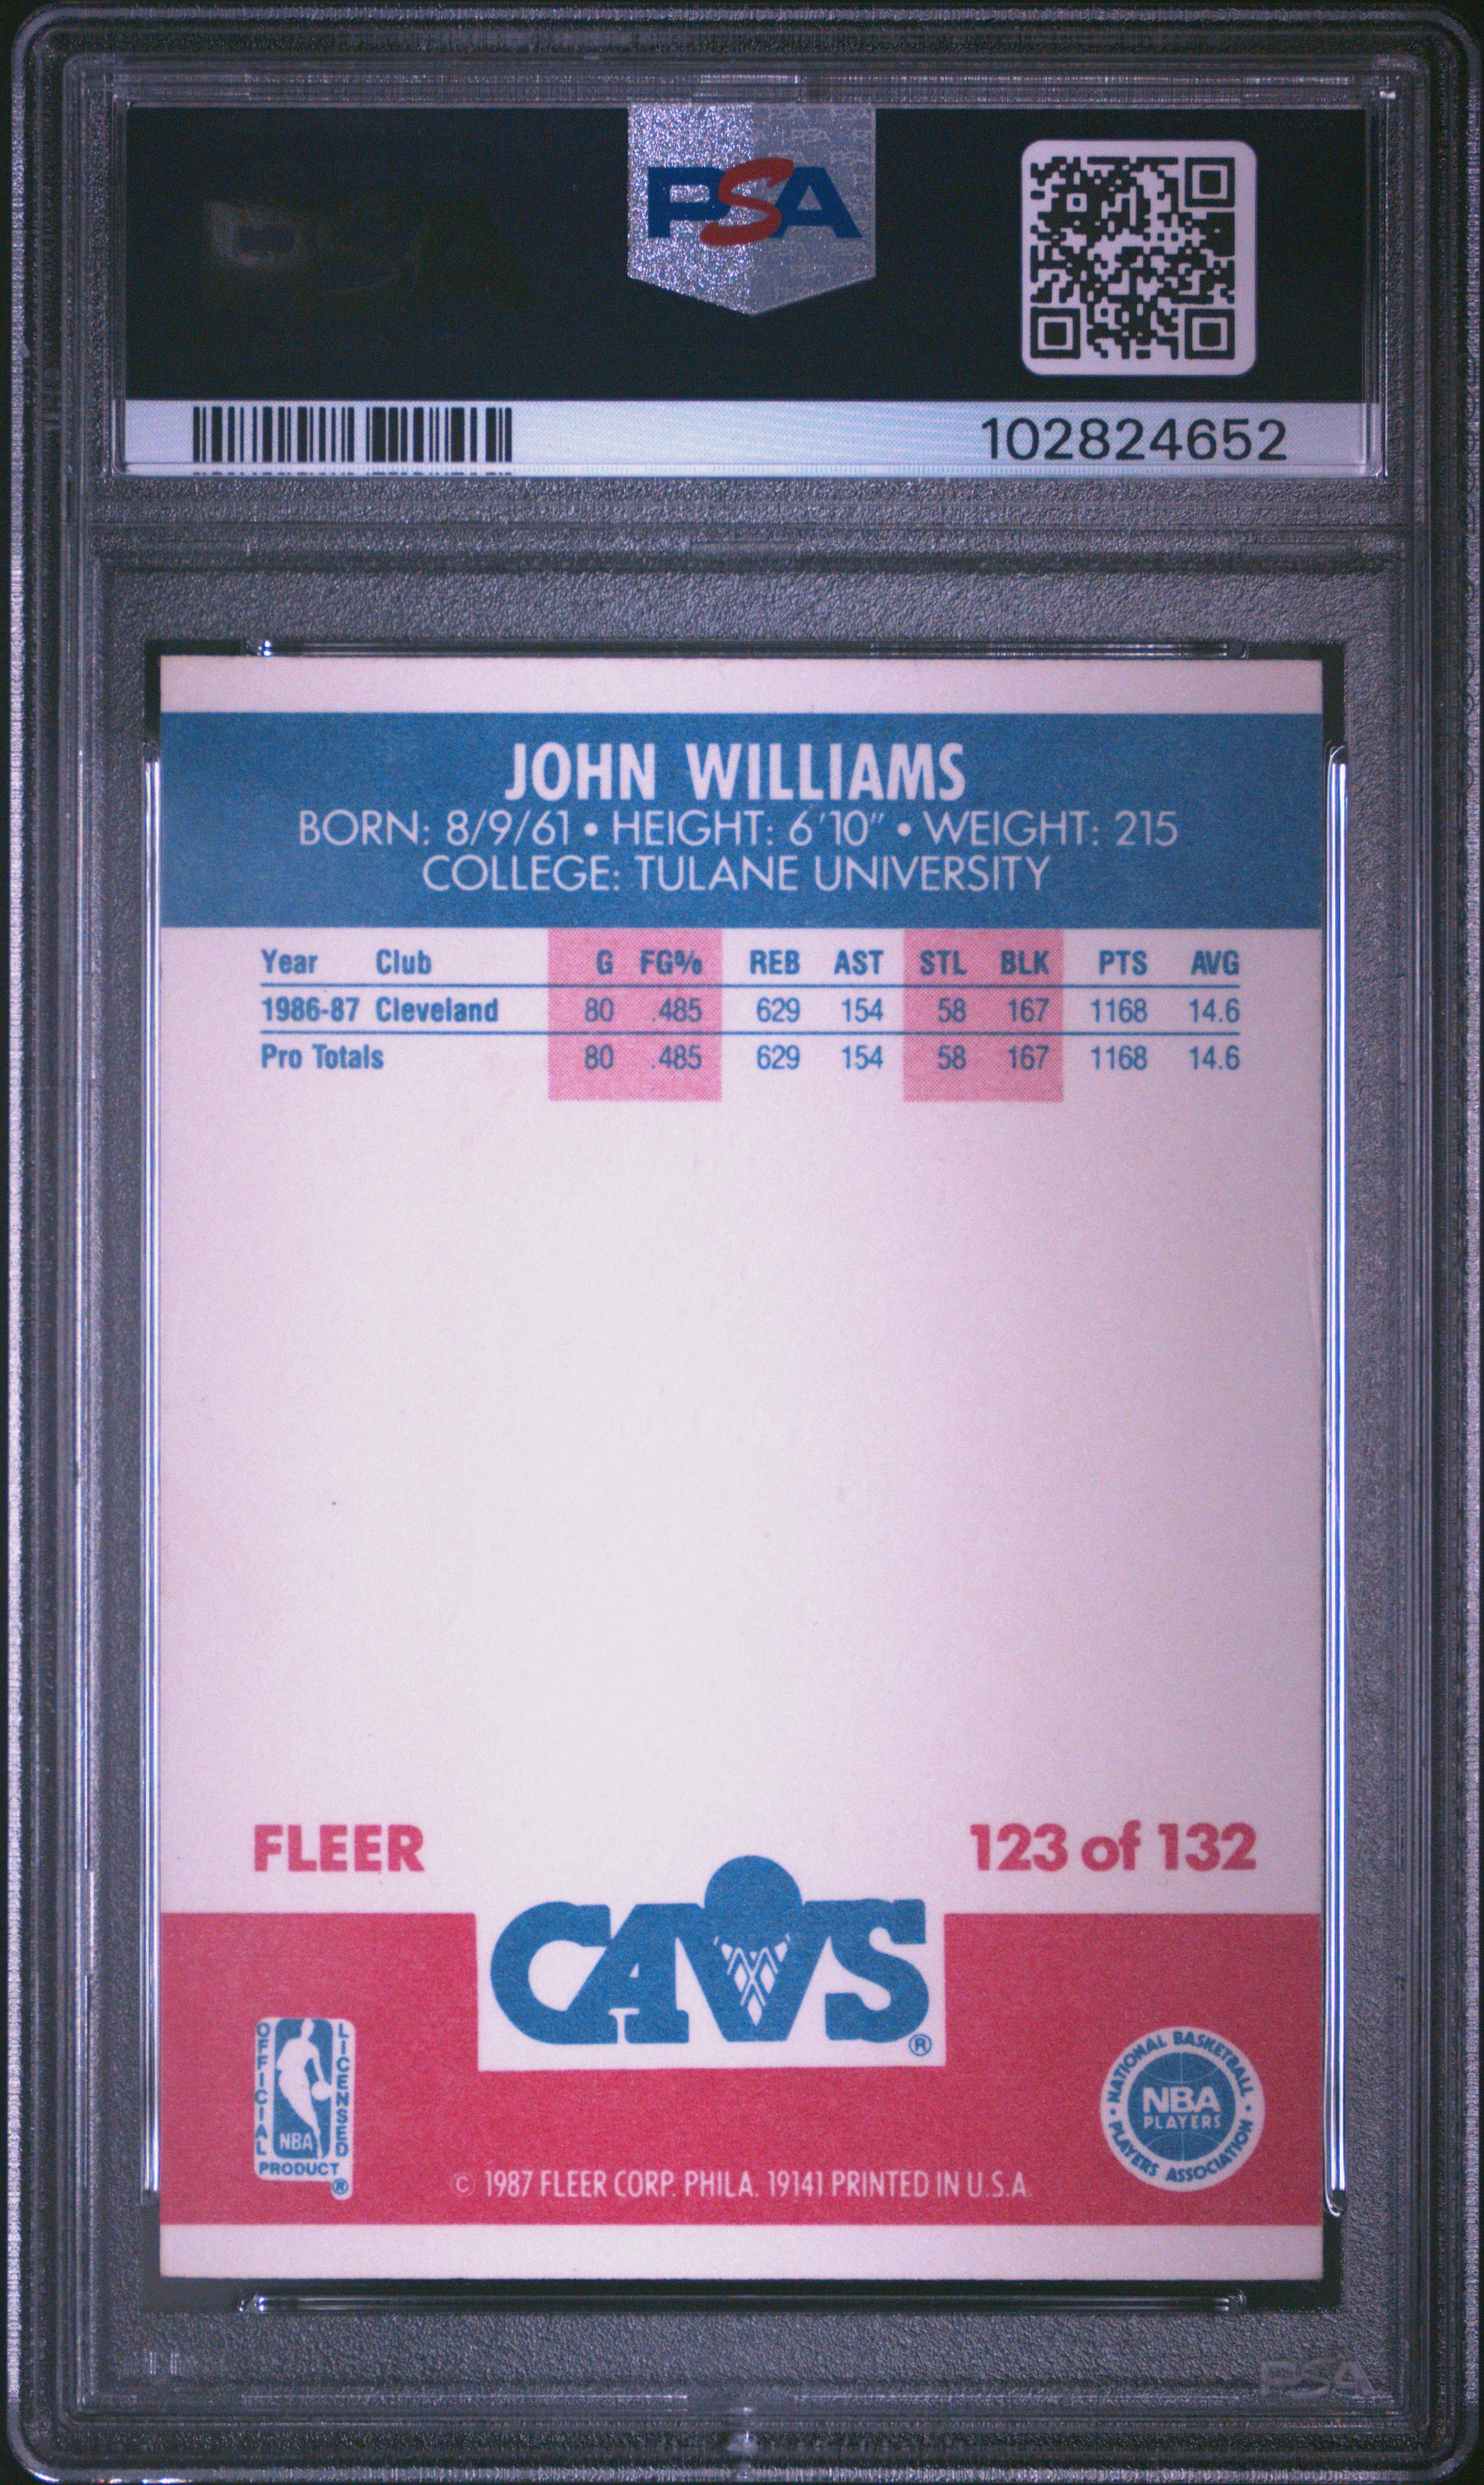 PSA
102824652
JOHN WILLIAMS
BORN: 8/9/61 • HEIGHT: 6'10" • WEIGHT: 215
COLLEGE: TULANE UNIVERSITY
Year Club G FG% REB AST STL BLK PTS AVG
1986-87 Cleveland 80 .485 629 154 58 167 1168 14.6
Pro Totals 80 .485 629 154 58 167 1168 14.6
FLEER
123 of 132
CAVS ®
OFFICIAL LICENSED
NBA
PRODUCT ®
© 1987 FLEER CORP. PHILA. 19141 PRINTED IN U.S.A.
• NATIONAL BASKETBALL •
NBA
PLAYERS
PLAYERS ASSOCIATION
PSA